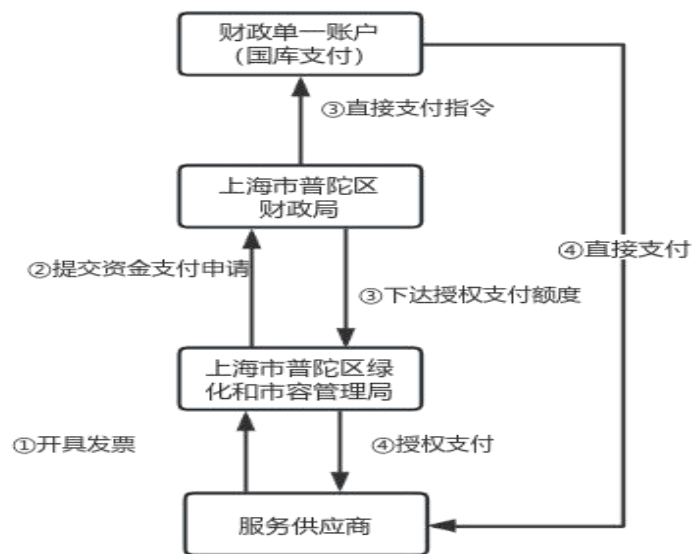 财政单一账户
（国库支付）
③直接支付指令
上海市普陀区
财政局
④直接支付
②提交资金支付申请
③下达授权支付额度
上海市普陀区绿
化和市容管理局
①开具发票
④授权支付
服务供应商